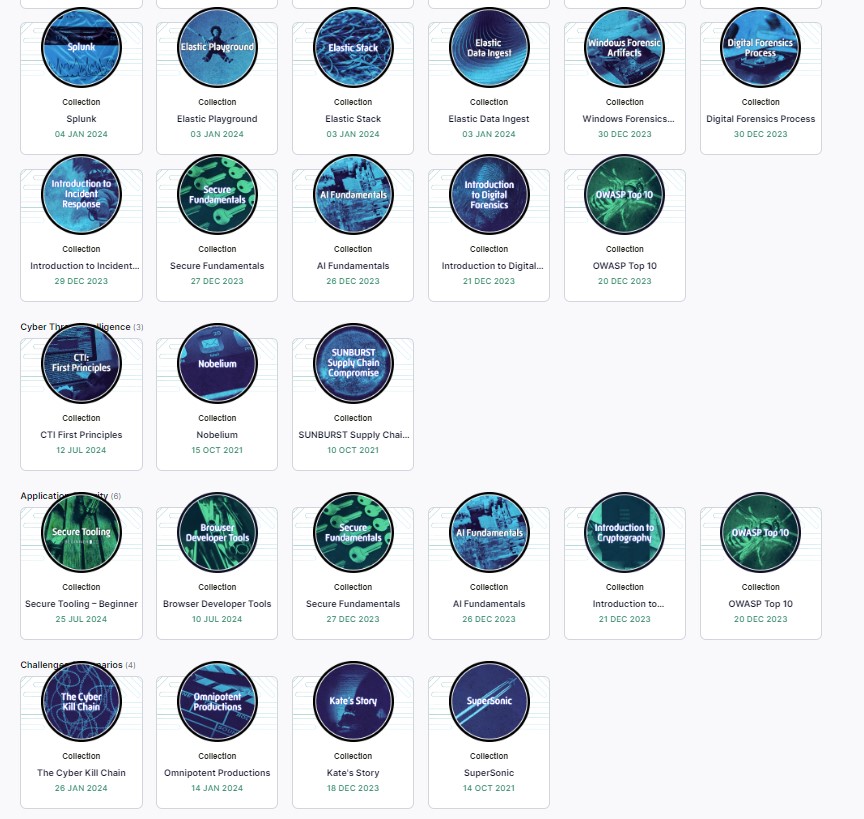 Splunk
Elastic Playground
Elastic Stack
Elastic
Data Ingest
Windows Forensic
Artifacts
Digital Forensics
Process
Collection
Collection
Collection
Collection
Collection
Collection
Splunk
Elastic Playground
Elastic Stack
Elastic Data Ingest
Windows Forensics...
Digital Forensics Process
04 JAN 2024
03 JAN 2024
03 JAN 2024
03 JAN 2024
30 DEC 2023
30 DEC 2023
Introduction to
Incident
Response
Secure
Fundamentals
AI Fundamentals
Introduction
to Digital
Forensics
OWASP Top 10
Collection
Collection
Collection
Collection
Collection
Introduction to Incident...
Secure Fundamentals
AI Fundamentals
Introduction to Digital...
OWASP Top 10
29 DEC 2023
27 DEC 2023
26 DEC 2023
21 DEC 2023
20 DEC 2023
Cyber (3)
CTI:
First Principles
Nobelium
SUNBURST
Supply Chain
Compromise
Collection
Collection
Collection
CTI First Principles
Nobelium
SUNBURST Supply Chai...
12 JUL 2024
15 OCT 2021
10 OCT 2021
Application (6)
Secure Tooling
Browser
Developer Tools
Secure
Fundamentals
AI Fundamentals
Introduction to
Cryptography
OWASP Top 10
Collection
Collection
Collection
Collection
Collection
Collection
Secure Tooling – Beginner
Browser Developer Tools
Secure Fundamentals
AI Fundamentals
Introduction to...
OWASP Top 10
25 JUL 2024
10 JUL 2024
27 DEC 2023
26 DEC 2023
21 DEC 2023
20 DEC 2023
(4)
The Cyber
Kill Chain
Omnipotent
Productions
Kate's Story
SuperSonic
Collection
Collection
Collection
Collection
The Cyber Kill Chain
Omnipotent Productions
Kate's Story
SuperSonic
26 JAN 2024
14 JAN 2024
18 DEC 2023
14 OCT 2021